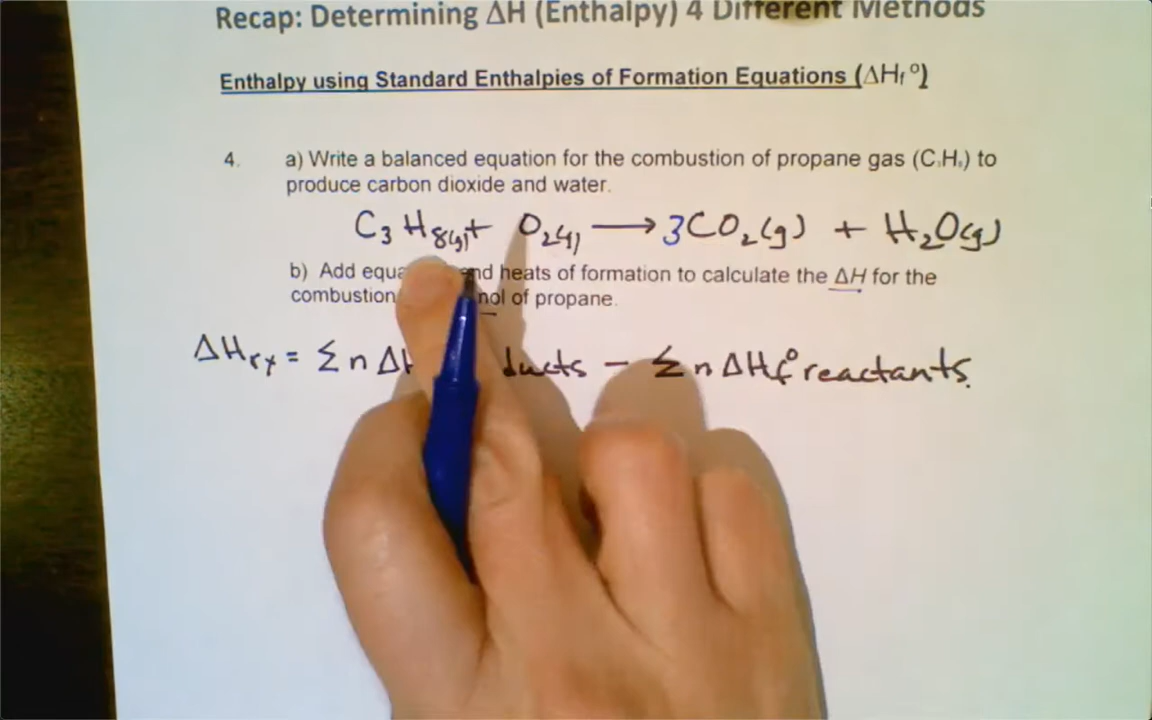 Recap: Determining ΔH (Enthalpy) 4 Different Methods
Enthalpy using Standard Enthalpies of Formation Equations (ΔHf°)
4. a) Write a balanced equation for the combustion of propane gas (C₃H₈) to
produce carbon dioxide and water.
C₃H₈(g) + O₂(g) → 3CO₂(g) + H₂O(g)
b) Add equa nd heats of formation to calculate the ΔH for the
combustion nol of propane.
ΔHrx = Σn Δ ducts − ΣnΔHf° reactants.